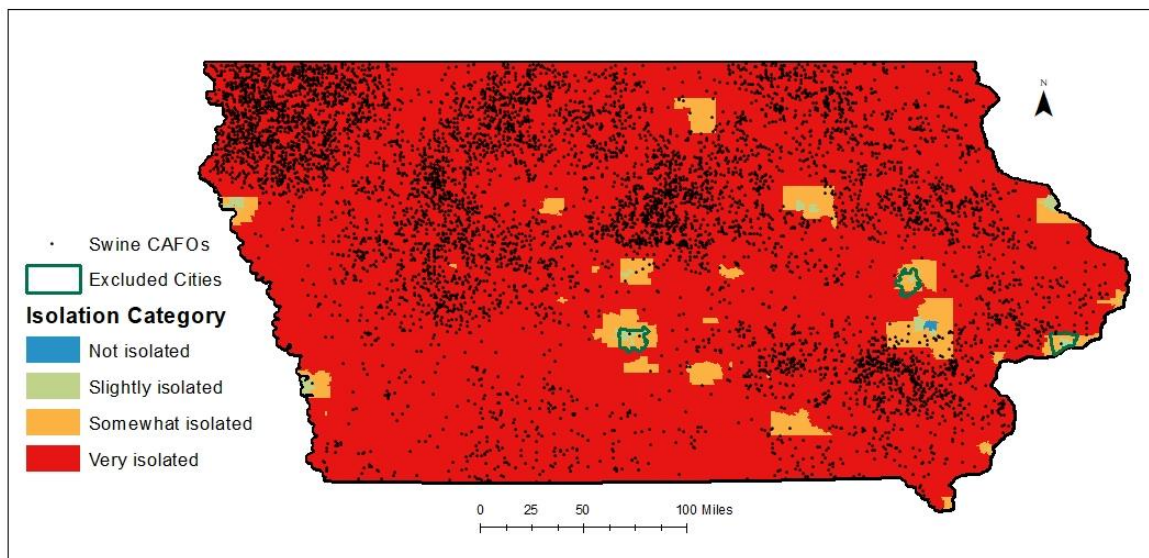 N
Swine CAFOs
Excluded Cities
Isolation Category
Not isolated
Slightly isolated
Somewhat isolated
Very isolated
0 25 50 100 Miles